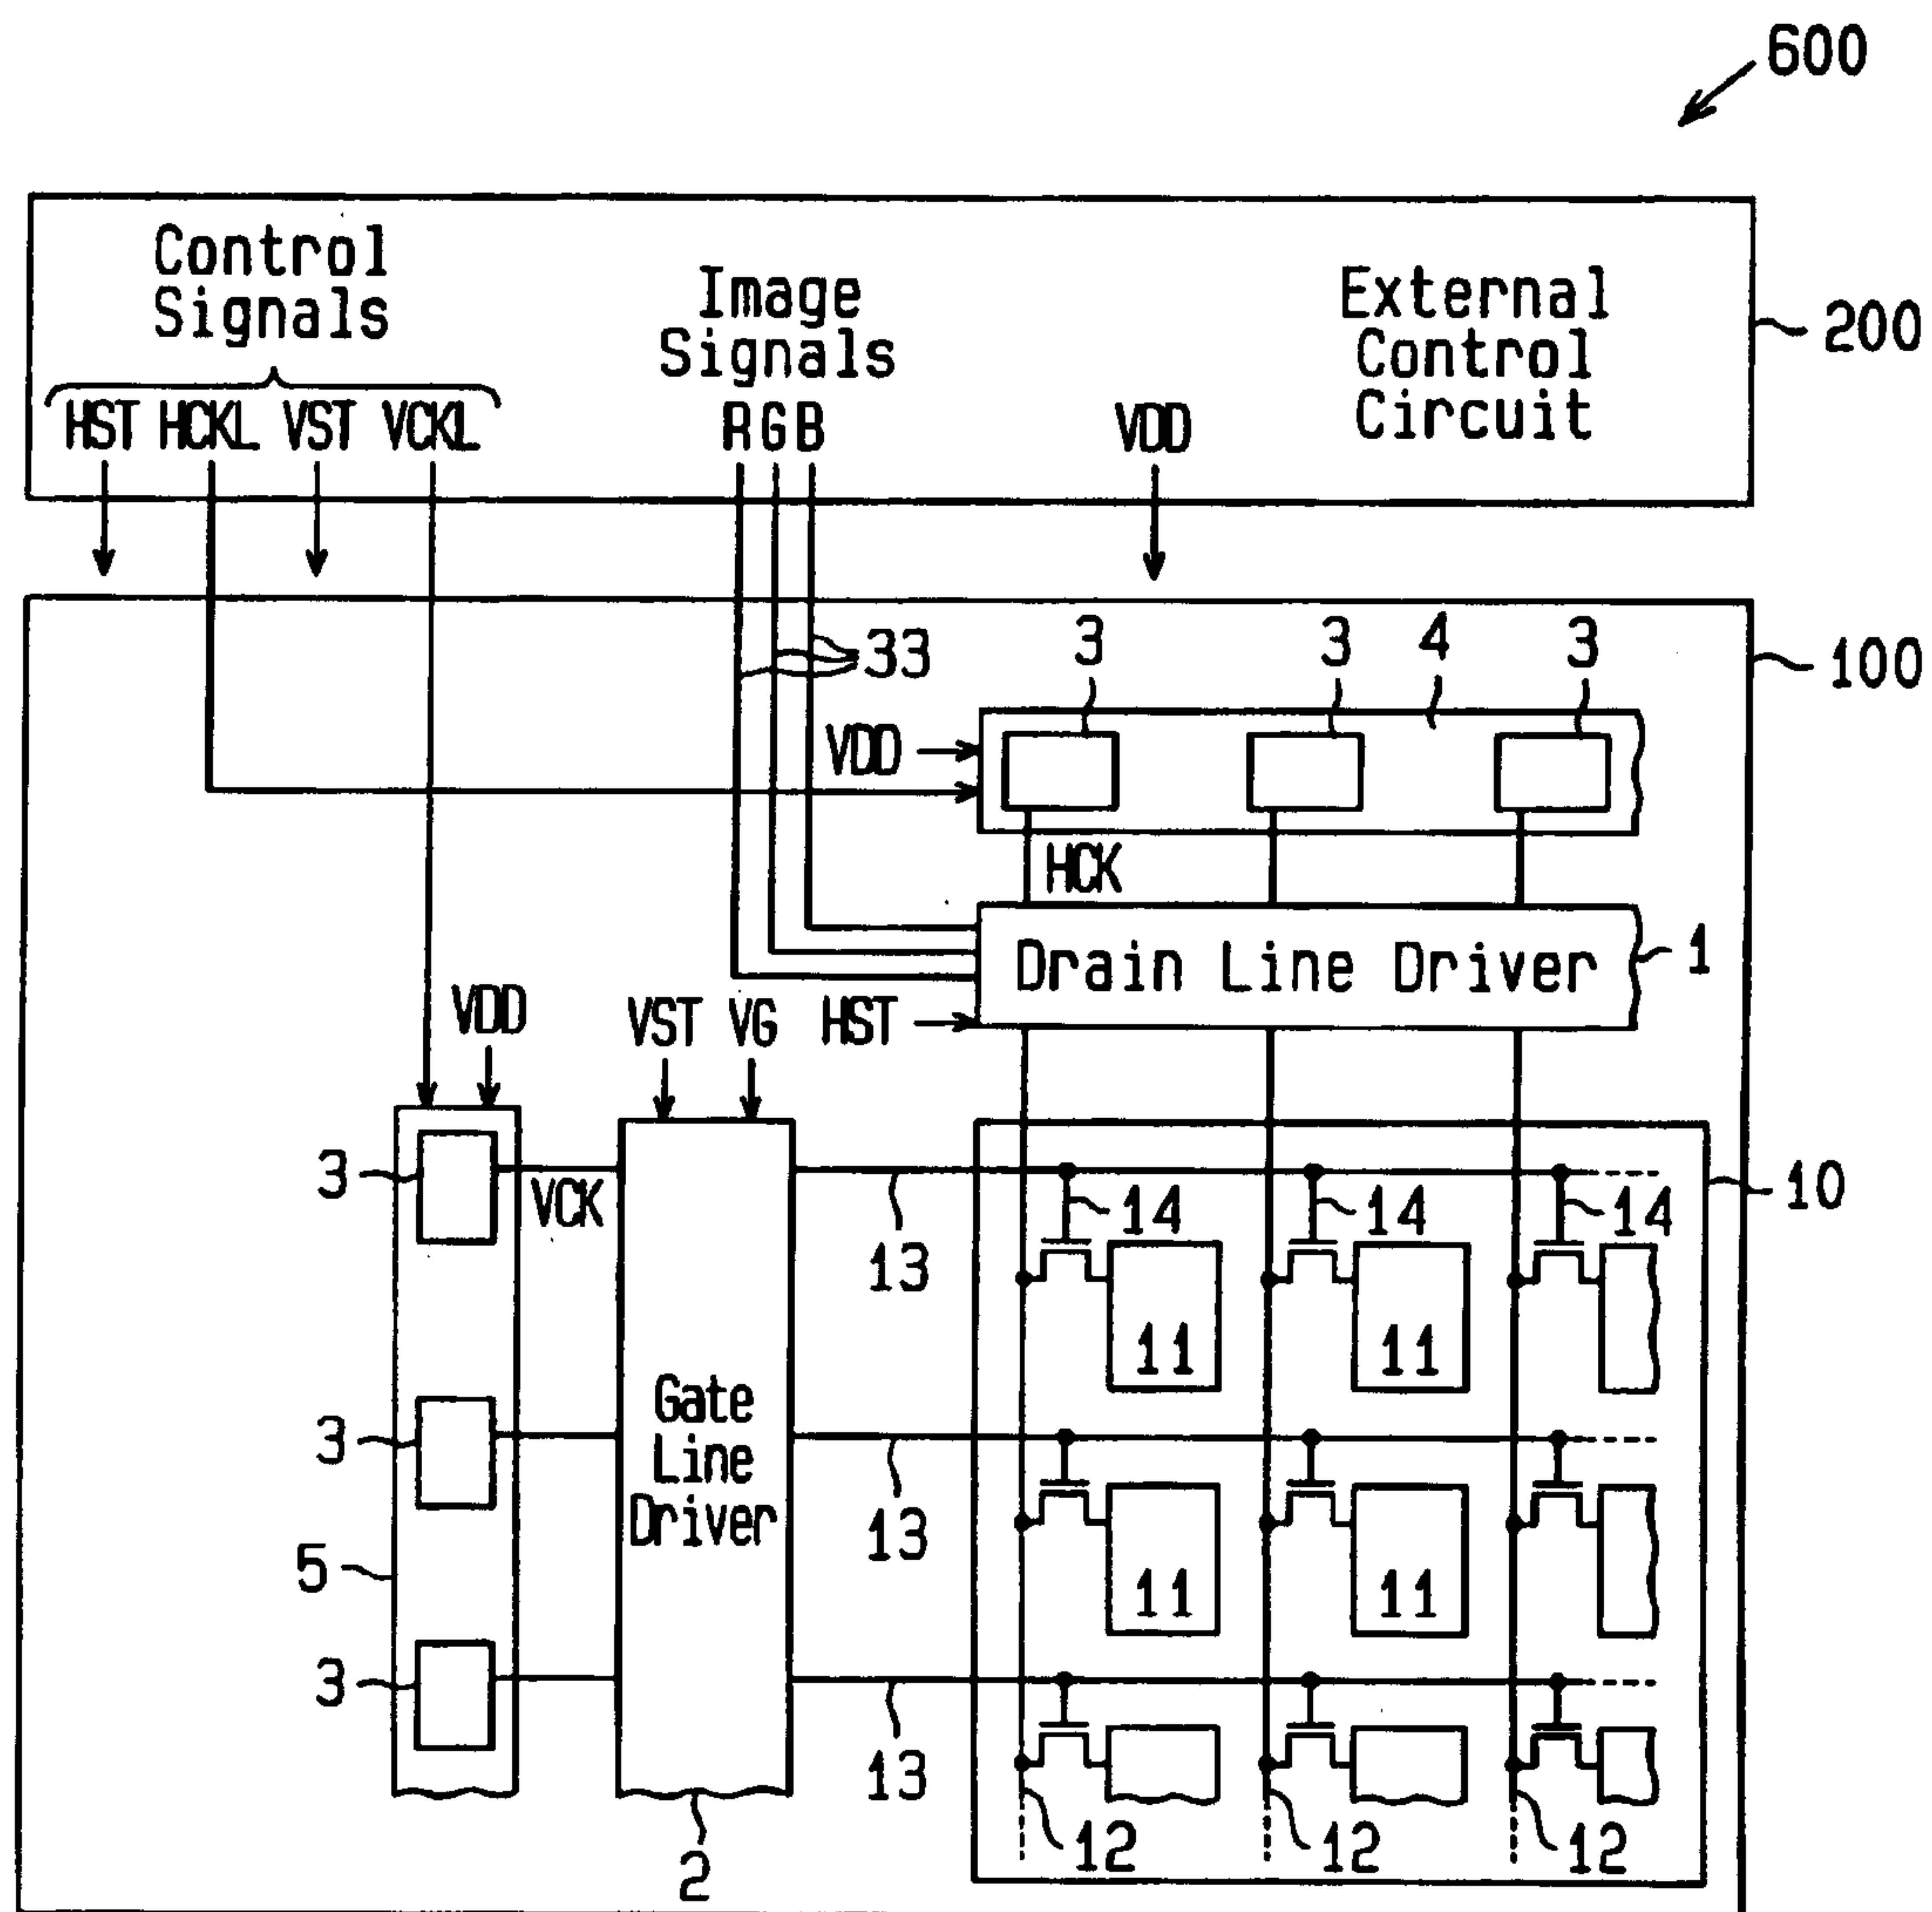 600
Control
Signals
Image
Signals
External
Control
Circuit
200
HST HCKL VST VCKL
R G B
VDD
33
3
3
4
3
100
VDD
HCK
Drain Line Driver
1
VDD
VST
VG
HST
3
VCK
13
14
14
14
10
11
11
3
Gate
Line
Driver
13
5
11
11
3
13
12
12
12
2